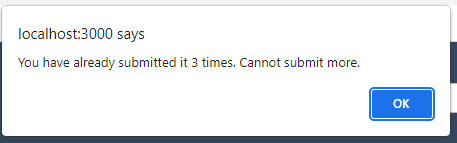 localhost:3000 says
You have already submitted it 3 times. Cannot submit more.
OK